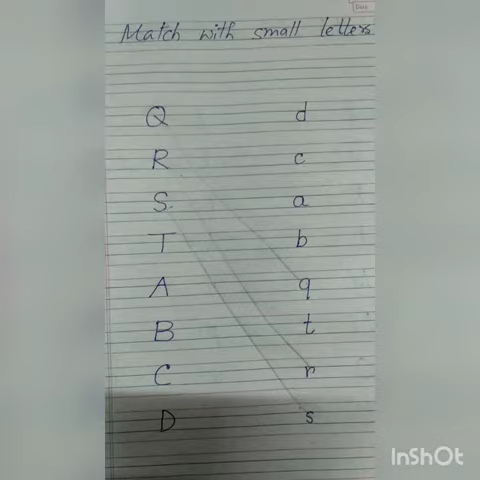 Match with small letters
Q d
R c
S a
T b
A q
B t
C r
D s
InShOt